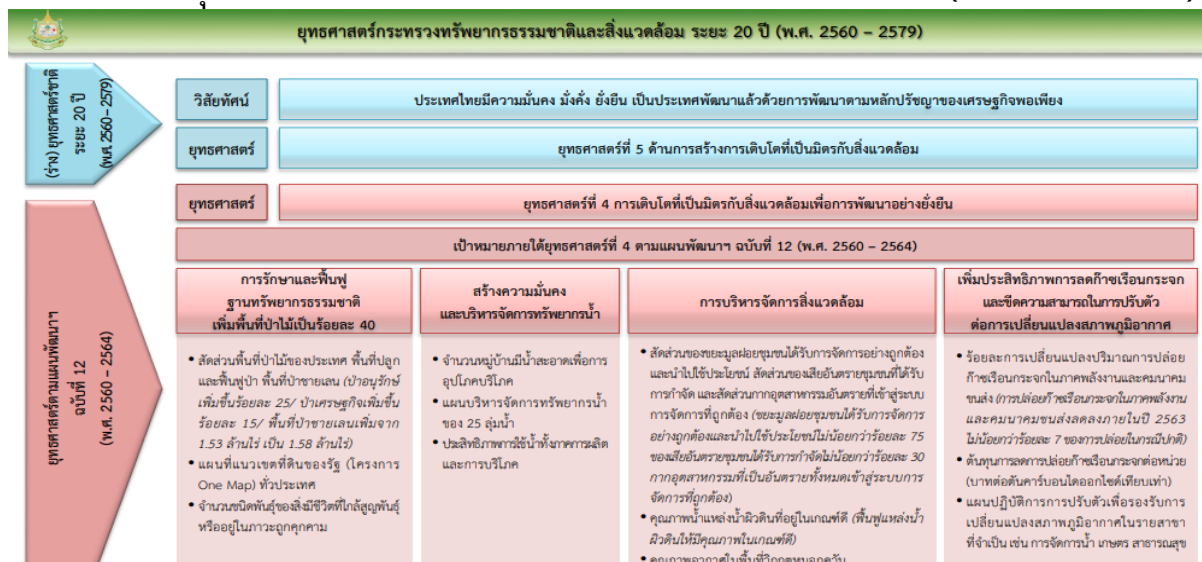 ยุทธศาสตร์กระทรวงทรัพยากรธรรมชาติและสิ่งแวดล้อม ระยะ 20 ปี (พ.ศ. 2560 – 2579)
(ร่าง) ยุทธศาสตร์ชาติ
ระยะ 20 ปี
(พ.ศ. 2560 – 2579)
วิสัยทัศน์
ประเทศไทยมีความมั่นคง มั่งคั่ง ยั่งยืน เป็นประเทศพัฒนาแล้วด้วยการพัฒนาตามหลักปรัชญาของเศรษฐกิจพอเพียง
ยุทธศาสตร์
ยุทธศาสตร์ที่ 5 ด้านการสร้างการเติบโตที่เป็นมิตรกับสิ่งแวดล้อม
ยุทธศาสตร์ตามแผนพัฒนาฯ
ฉบับที่ 12
(พ.ศ. 2560 – 2564)
ยุทธศาสตร์
ยุทธศาสตร์ที่ 4 การเติบโตที่เป็นมิตรกับสิ่งแวดล้อมเพื่อการพัฒนาอย่างยั่งยืน
เป้าหมายภายใต้ยุทธศาสตร์ที่ 4 ตามแผนพัฒนาฯ ฉบับที่ 12 (พ.ศ. 2560 – 2564)
การรักษาและฟื้นฟู
ฐานทรัพยากรธรรมชาติ
เพิ่มพื้นที่ป่าไม้เป็นร้อยละ 40
• สัดส่วนพื้นที่ป่าไม้ของประเทศ พื้นที่ปลูก
และฟื้นฟูป่า พื้นที่ป่าชายเลน (ป่าอนุรักษ์
เพิ่มขึ้นร้อยละ 25/ ป่าเศรษฐกิจเพิ่มขึ้น
ร้อยละ 15/ พื้นที่ป่าชายเลนเพิ่มจาก
1.53 ล้านไร่ เป็น 1.58 ล้านไร่)
• แผนที่แนวเขตที่ดินของรัฐ (โครงการ
One Map) ทั่วประเทศ
• จำนวนชนิดพันธุ์ของสิ่งมีชีวิตที่ใกล้สูญพันธุ์
หรืออยู่ในภาวะถูกคุกคาม
สร้างความมั่นคง
และบริหารจัดการทรัพยากรน้ำ
• จำนวนหมู่บ้านมีน้ำสะอาดเพื่อการ
อุปโภคบริโภค
• แผนบริหารจัดการทรัพยากรน้ำ
ของ 25 ลุ่มน้ำ
• ประสิทธิภาพการใช้น้ำทั้งภาคการผลิต
และการบริโภค
การบริหารจัดการสิ่งแวดล้อม
• สัดส่วนของขยะมูลฝอยชุมชนได้รับการจัดการอย่างถูกต้อง
และนำไปใช้ประโยชน์ สัดส่วนของเสียอันตรายชุมชนที่ได้รับ
การกำจัด และสัดส่วนกากอุตสาหกรรมอันตรายที่เข้าสู่ระบบ
การจัดการที่ถูกต้อง (ขยะมูลฝอยชุมชนได้รับการจัดการ
อย่างถูกต้องและนำไปใช้ประโยชน์ไม่น้อยกว่าร้อยละ 75
ของเสียอันตรายชุมชนได้รับการกำจัดไม่น้อยกว่าร้อยละ 30
กากอุตสาหกรรมที่เป็นอันตรายทั้งหมดเข้าสู่ระบบการ
จัดการที่ถูกต้อง)
• คุณภาพน้ำแหล่งน้ำผิวดินที่อยู่ในเกณฑ์ดี (ฟื้นฟูแหล่งน้ำ
ผิวดินให้มีคุณภาพในเกณฑ์ดี)
• คุณภาพอากาศในพื้นที่วิกฤตหมอกควัน
เพิ่มประสิทธิภาพการลดก๊าซเรือนกระจก
และขีดความสามารถในการปรับตัว
ต่อการเปลี่ยนแปลงสภาพภูมิอากาศ
• ร้อยละการเปลี่ยนแปลงปริมาณการปล่อย
ก๊าซเรือนกระจกในภาคพลังงานและคมนาคม
ขนส่ง (การปล่อยก๊าซเรือนกระจกในภาคพลังงาน
และคมนาคมขนส่งลดลงภายในปี 2563
ไม่น้อยกว่าร้อยละ 7 ของการปล่อยในกรณีปกติ)
• ต้นทุนการลดการปล่อยก๊าซเรือนกระจกต่อหน่วย
(บาทต่อตันคาร์บอนไดออกไซด์เทียบเท่า)
• แผนปฏิบัติการการปรับตัวเพื่อรองรับการ
เปลี่ยนแปลงสภาพภูมิอากาศในรายสาขา
ที่จำเป็น เช่น การจัดการน้ำ เกษตร สาธารณสุข